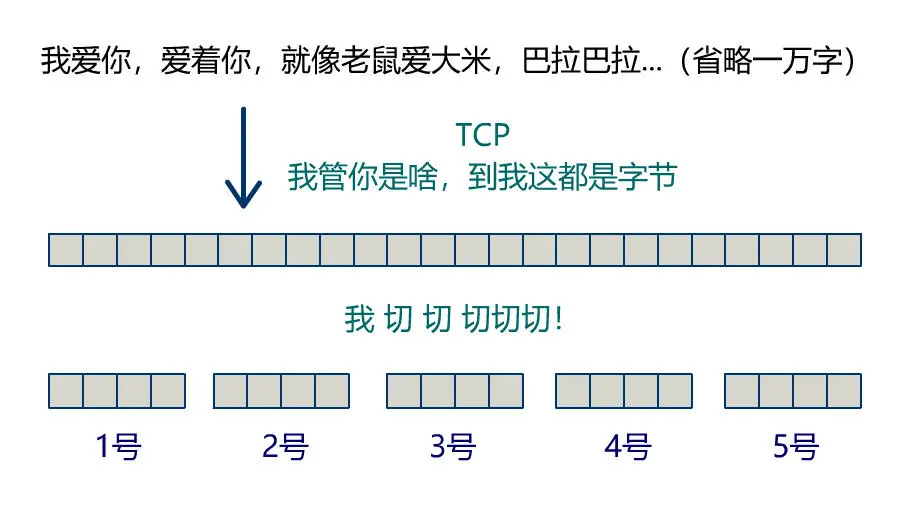 我爱你，爱着你，就像老鼠爱大米，巴拉巴拉...（省略一万字）
TCP
我管你是啥，到我这都是字节
我 切 切 切切切！
1号 2号 3号 4号 5号